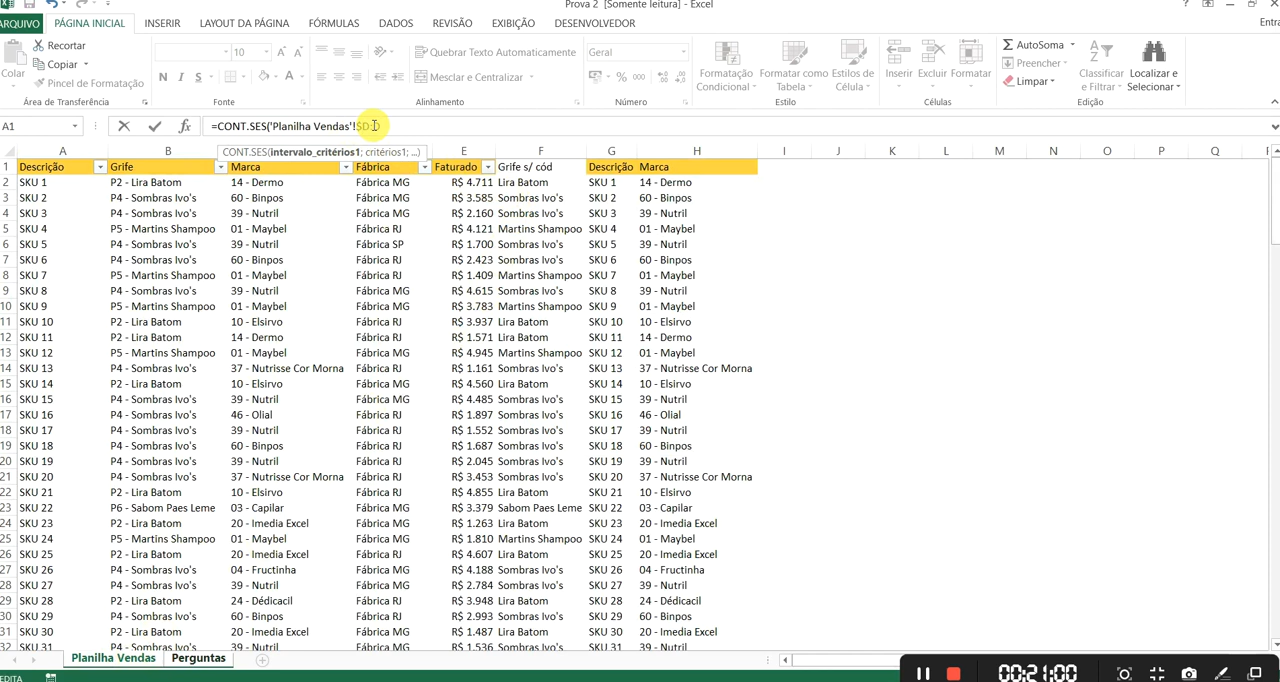 Prova 2 [Somente leitura] - Excel
ARQUIVO PÁGINA INICIAL INSERIR LAYOUT DA PÁGINA FÓRMULAS DADOS REVISÃO EXIBIÇÃO DESENVOLVEDOR Entra
Recortar 10 Quebrar Texto Automaticamente Geral AutoSoma
Copiar Preencher
Colar Pincel de Formatação N I S A Mesclar e Centralizar % 000 Formatação Condicional Formatar como Tabela Estilos de Célula Inserir Excluir Formatar Limpar Classificar e Filtrar Localizar e Selecionar
Área de Transferência Fonte Alinhamento Número Estilo Células Edição
A1 fx =CONT.SES('Planilha Vendas'!$D:
CONT.SES(intervalo_critérios1; critérios1; ...)
A B E G H I J K L M N O P Q
1 Descrição Grife Marca Fábrica Faturado Grife s/ cód Descrição Marca
2 SKU 1 P2 - Lira Batom 14 - Dermo Fábrica MG R$ 4.711 Lira Batom SKU 1 14 - Dermo
3 SKU 2 P4 - Sombras Ivo's 60 - Binpos Fábrica MG R$ 3.585 Sombras Ivo's SKU 2 60 - Binpos
4 SKU 3 P4 - Sombras Ivo's 39 - Nutril Fábrica MG R$ 2.160 Sombras Ivo's SKU 3 39 - Nutril
5 SKU 4 P5 - Martins Shampoo 01 - Maybel Fábrica RJ R$ 4.121 Martins Shampoo SKU 4 01 - Maybel
6 SKU 5 P4 - Sombras Ivo's 39 - Nutril Fábrica SP R$ 1.700 Sombras Ivo's SKU 5 39 - Nutril
7 SKU 6 P4 - Sombras Ivo's 60 - Binpos Fábrica RJ R$ 2.423 Sombras Ivo's SKU 6 60 - Binpos
8 SKU 7 P5 - Martins Shampoo 01 - Maybel Fábrica RJ R$ 1.409 Martins Shampoo SKU 7 01 - Maybel
9 SKU 8 P4 - Sombras Ivo's 39 - Nutril Fábrica MG R$ 4.615 Sombras Ivo's SKU 8 39 - Nutril
10 SKU 9 P5 - Martins Shampoo 01 - Maybel Fábrica MG R$ 3.783 Martins Shampoo SKU 9 01 - Maybel
11 SKU 10 P2 - Lira Batom 10 - Elsirvo Fábrica RJ R$ 3.937 Lira Batom SKU 10 10 - Elsirvo
12 SKU 11 P2 - Lira Batom 14 - Dermo Fábrica RJ R$ 1.571 Lira Batom SKU 11 14 - Dermo
13 SKU 12 P5 - Martins Shampoo 01 - Maybel Fábrica MG R$ 4.945 Martins Shampoo SKU 12 01 - Maybel
14 SKU 13 P4 - Sombras Ivo's 37 - Nutrisse Cor Morna Fábrica RJ R$ 1.161 Sombras Ivo's SKU 13 37 - Nutrisse Cor Morna
15 SKU 14 P2 - Lira Batom 10 - Elsirvo Fábrica MG R$ 4.560 Lira Batom SKU 14 10 - Elsirvo
16 SKU 15 P4 - Sombras Ivo's 39 - Nutril Fábrica MG R$ 4.485 Sombras Ivo's SKU 15 39 - Nutril
17 SKU 16 P4 - Sombras Ivo's 46 - Olial Fábrica RJ R$ 1.897 Sombras Ivo's SKU 16 46 - Olial
18 SKU 17 P4 - Sombras Ivo's 39 - Nutril Fábrica RJ R$ 1.552 Sombras Ivo's SKU 17 39 - Nutril
19 SKU 18 P4 - Sombras Ivo's 60 - Binpos Fábrica MG R$ 1.687 Sombras Ivo's SKU 18 60 - Binpos
20 SKU 19 P4 - Sombras Ivo's 39 - Nutril Fábrica RJ R$ 2.045 Sombras Ivo's SKU 19 39 - Nutril
21 SKU 20 P4 - Sombras Ivo's 37 - Nutrisse Cor Morna Fábrica RJ R$ 3.453 Sombras Ivo's SKU 20 37 - Nutrisse Cor Morna
22 SKU 21 P2 - Lira Batom 10 - Elsirvo Fábrica RJ R$ 4.855 Lira Batom SKU 21 10 - Elsirvo
23 SKU 22 P6 - Sabom Paes Leme 03 - Capilar Fábrica MG R$ 3.379 Sabom Paes Leme SKU 22 03 - Capilar
24 SKU 23 P2 - Lira Batom 20 - Imedia Excel Fábrica MG R$ 1.263 Lira Batom SKU 23 20 - Imedia Excel
25 SKU 24 P5 - Martins Shampoo 01 - Maybel Fábrica MG R$ 1.810 Martins Shampoo SKU 24 01 - Maybel
26 SKU 25 P2 - Lira Batom 20 - Imedia Excel Fábrica RJ R$ 4.607 Lira Batom SKU 25 20 - Imedia Excel
27 SKU 26 P4 - Sombras Ivo's 04 - Fructinha Fábrica MG R$ 4.188 Sombras Ivo's SKU 26 04 - Fructinha
28 SKU 27 P4 - Sombras Ivo's 39 - Nutril Fábrica MG R$ 2.784 Sombras Ivo's SKU 27 39 - Nutril
29 SKU 28 P2 - Lira Batom 24 - Dédicacil Fábrica RJ R$ 3.948 Lira Batom SKU 28 24 - Dédicacil
30 SKU 29 P4 - Sombras Ivo's 60 - Binpos Fábrica RJ R$ 2.993 Sombras Ivo's SKU 29 60 - Binpos
31 SKU 30 P2 - Lira Batom 20 - Imedia Excel Fábrica MG R$ 1.487 Lira Batom SKU 30 20 - Imedia Excel
32 SKU 31 P4 - Sombras Ivo's 39 - Nutril Fábrica MG R$ 1.536 Sombras Ivo's SKU 31 39 - Nutril
Planilha Vendas Perguntas
EDITA 00:21:00